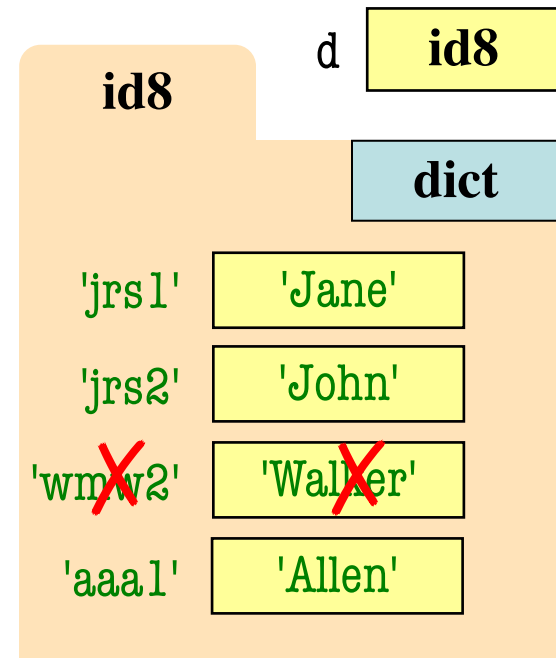 d id8
id8
dict
'jrs1' 'Jane'
'jrs2' 'John'
'wmw2' 'Walker'
'aaa1' 'Allen'